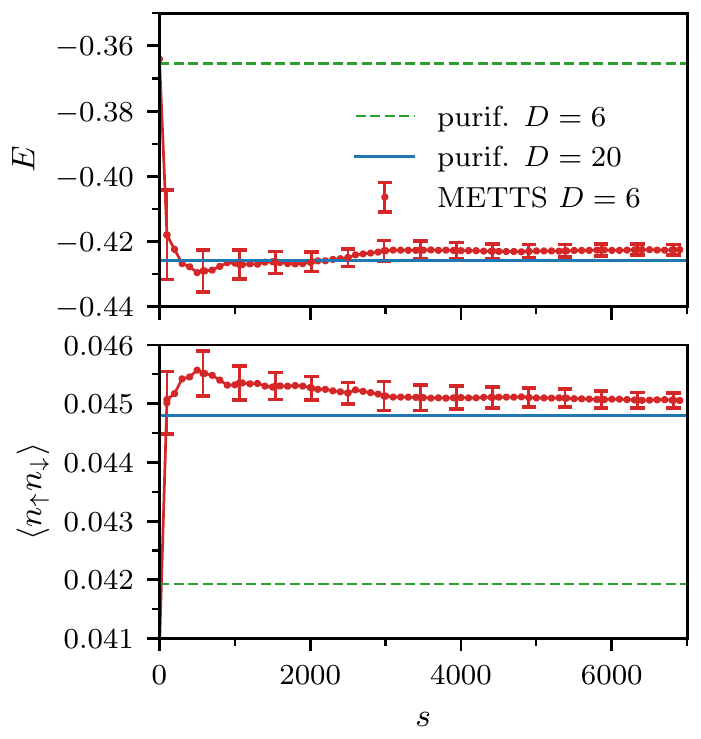 −0.36
−0.38
−0.40
−0.42
−0.44
E
purif. D = 6
purif. D = 20
METTS D = 6
0.046
0.045
0.044
0.043
0.042
0.041
⟨n↑n↓⟩
0 2000 4000 6000
s